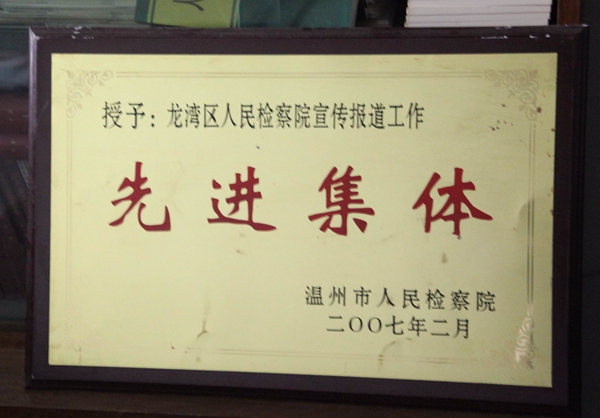 授予：龙湾区人民检察院宣传报道工作
先进集体
温州市人民检察院
二〇〇七年二月